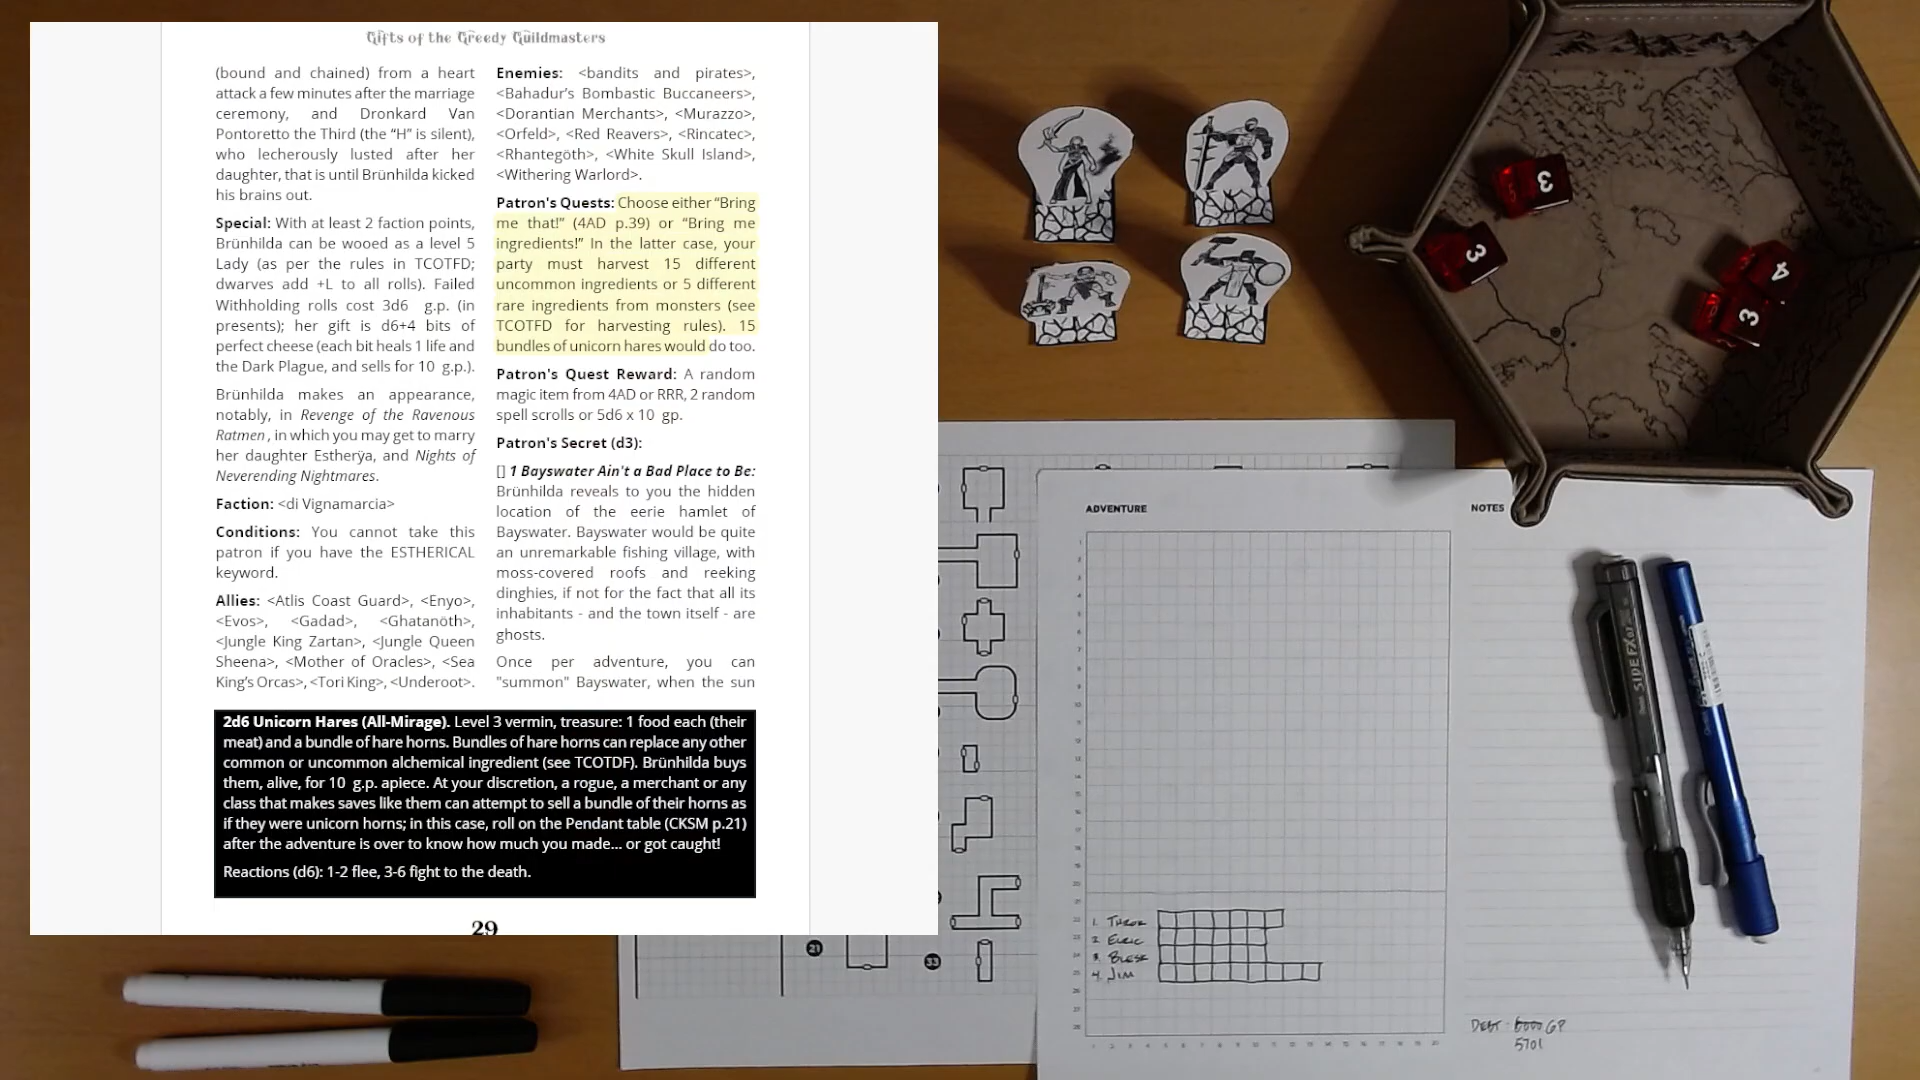 Gifts of the Greedy Guildmasters
(bound and chained) from a heart
attack a few minutes after the marriage
ceremony, and Dronkard Van
Pontoretto the Third (the “H” is silent),
who lecherously lusted after her
daughter, that is until Brünhilda kicked
his brains out.
Special: With at least 2 faction points,
Brünhilda can be wooed as a level 5
Lady (as per the rules in TCOTFD;
dwarves add +L to all rolls). Failed
Withholding rolls cost 3d6 g.p. (in
presents); her gift is d6+4 bits of
perfect cheese (each bit heals 1 life and
the Dark Plague, and sells for 10 g.p.).
Brünhilda makes an appearance,
notably, in Revenge of the Ravenous
Ratmen, in which you may get to marry
her daughter Estherÿa, and Nights of
Neverending Nightmares.
Faction: <di Vignamarcia>
Conditions: You cannot take this
patron if you have the ESTHERICAL
keyword.
Allies: <Atlis Coast Guard>, <Enyo>,
<Evos>, <Gadad>, <Ghatanöth>,
<Jungle King Zartan>, <Jungle Queen
Sheena>, <Mother of Oracles>, <Sea
King’s Orcas>, <Tori King>, <Underoot>.
Enemies: <bandits and pirates>,
<Bahadur’s Bombastic Buccaneers>,
<Dorantian Merchants>, <Murazzo>,
<Orfeld>, <Red Reavers>, <Rincatec>,
<Rhantegöth>, <White Skull Island>,
<Withering Warlord>.
Patron's Quests: Choose either “Bring
me that!” (4AD p.39) or “Bring me
ingredients!” In the latter case, your
party must harvest 15 different
uncommon ingredients or 5 different
rare ingredients from monsters (see
TCOTFD for harvesting rules). 15
bundles of unicorn hares would do too.
Patron's Quest Reward: A random
magic item from 4AD or RRR, 2 random
spell scrolls or 5d6 x 10 gp.
Patron's Secret (d3):
[] 1 Bayswater Ain't a Bad Place to Be:
Brünhilda reveals to you the hidden
location of the eerie hamlet of
Bayswater. Bayswater would be quite
an unremarkable fishing village, with
moss-covered roofs and reeking
dinghies, if not for the fact that all its
inhabitants - and the town itself - are
ghosts.
Once per adventure, you can
"summon" Bayswater, when the sun
2d6 Unicorn Hares (All-Mirage). Level 3 vermin, treasure: 1 food each (their
meat) and a bundle of hare horns. Bundles of hare horns can replace any other
common or uncommon alchemical ingredient (see TCOTDF). Brünhilda buys
them, alive, for 10 g.p. apiece. At your discretion, a rogue, a merchant or any
class that makes saves like them can attempt to sell a bundle of their horns as
if they were unicorn horns; in this case, roll on the Pendant table (CKSM p.21)
after the adventure is over to know how much you made... or got caught!
Reactions (d6): 1-2 flee, 3-6 fight to the death.
29
3
3
4
3
ADVENTURE
NOTES
2. ELRIC
4. JIM
DEBT: 6000 GP
5701
21
33
SIDE FX